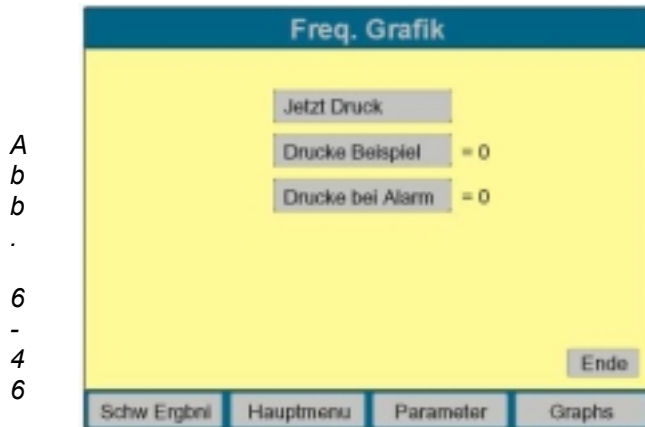 Freq. Grafik
Jetzt Druck
Drucke Beispiel = 0
Drucke bei Alarm = 0
Ende
Schw Ergbni Hauptmenu Parameter Graphs
Abb. 6-46